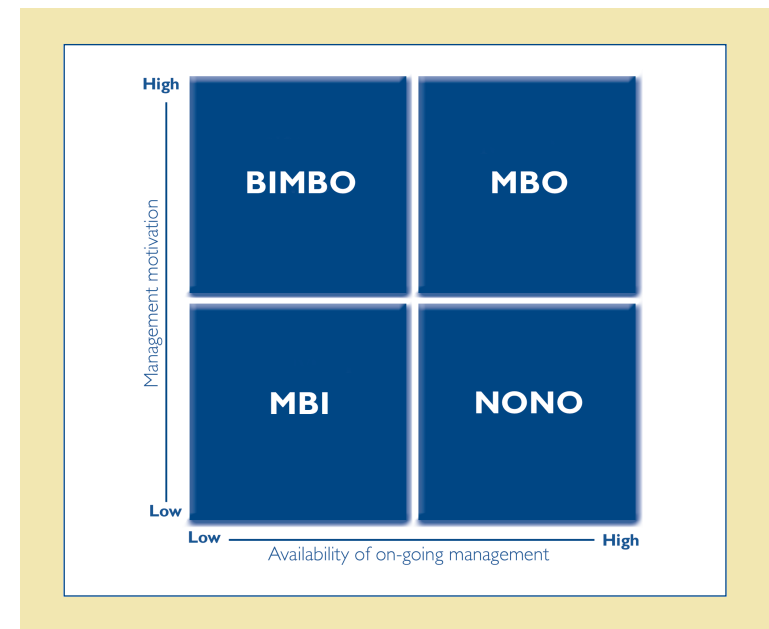 High
BIMBO MBO
Management motivation
MBI NONO
Low
Low High
Availability of on-going management